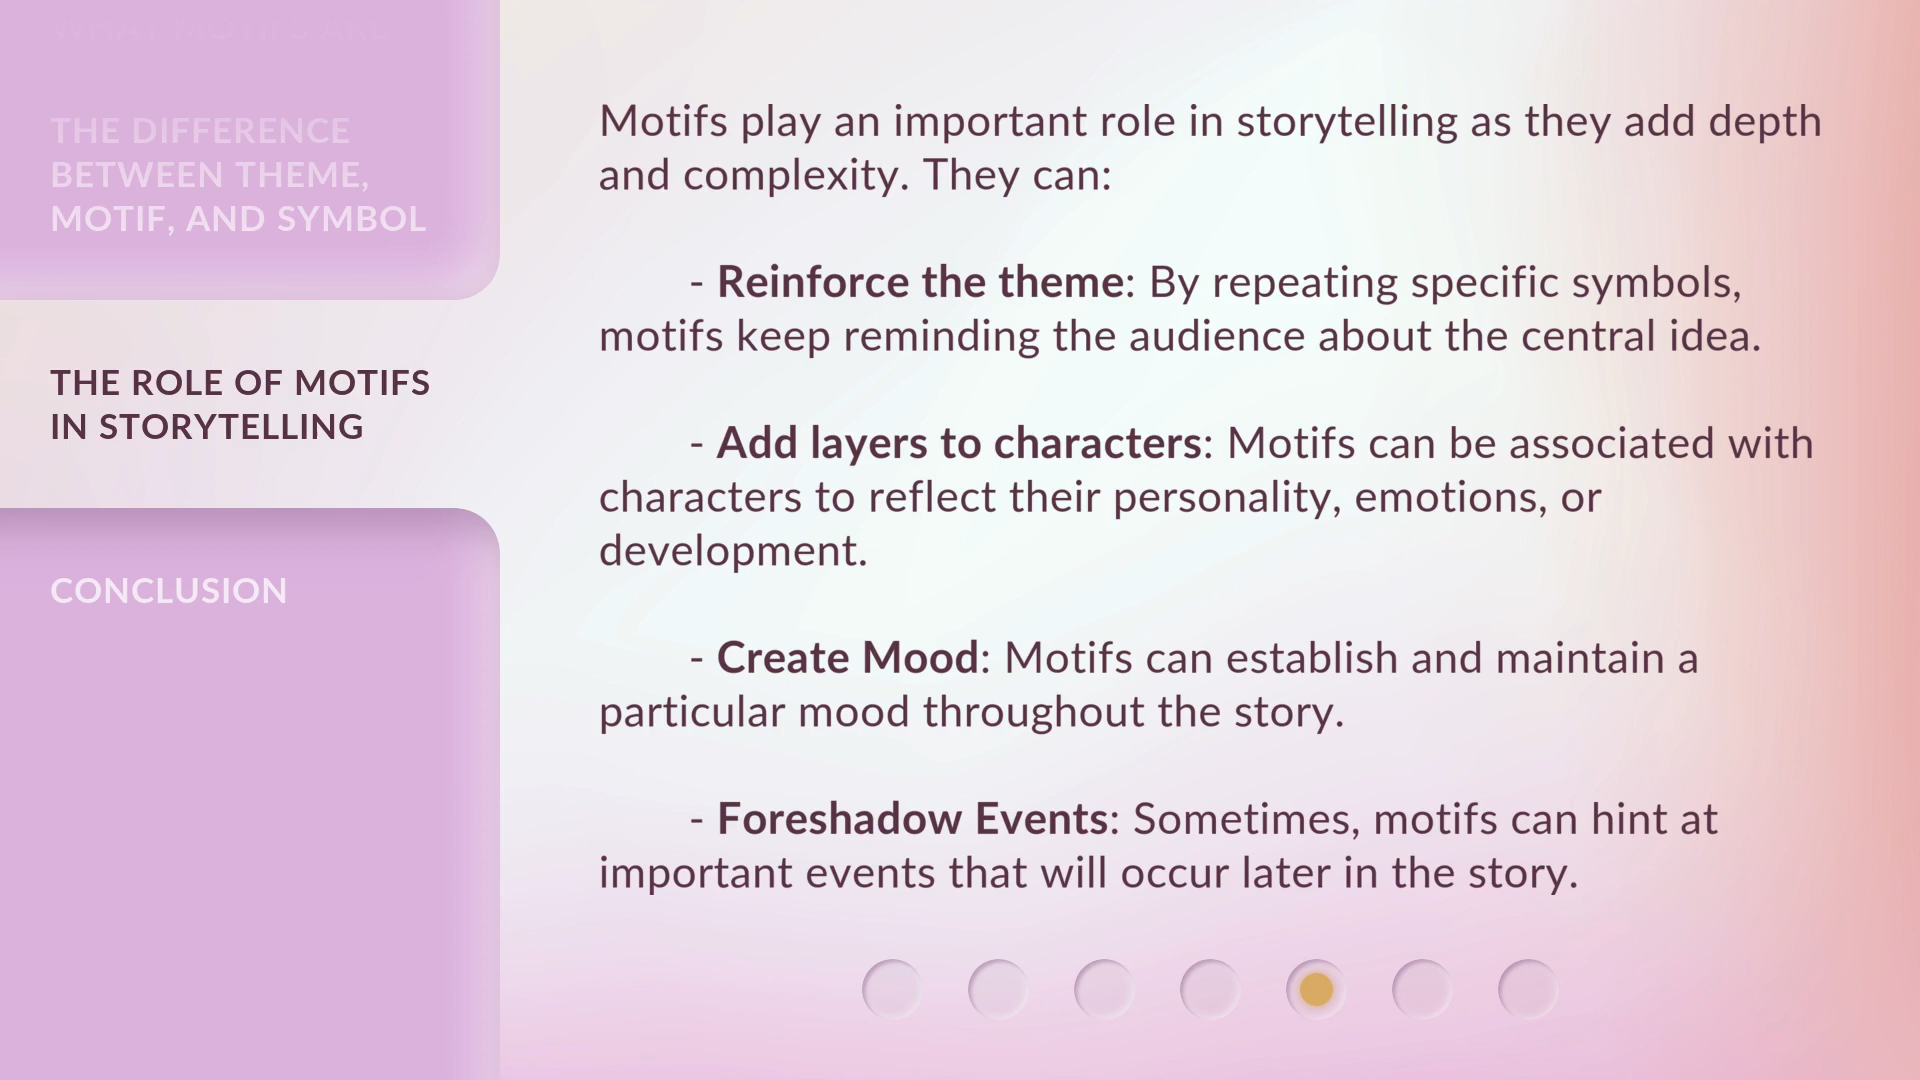 WHAT MOTIFS ARE
THE DIFFERENCE
BETWEEN THEME,
MOTIF, AND SYMBOL
THE ROLE OF MOTIFS
IN STORYTELLING
CONCLUSION
Motifs play an important role in storytelling as they add depth
and complexity. They can:
- Reinforce the theme: By repeating specific symbols,
motifs keep reminding the audience about the central idea.
- Add layers to characters: Motifs can be associated with
characters to reflect their personality, emotions, or
development.
- Create Mood: Motifs can establish and maintain a
particular mood throughout the story.
- Foreshadow Events: Sometimes, motifs can hint at
important events that will occur later in the story.